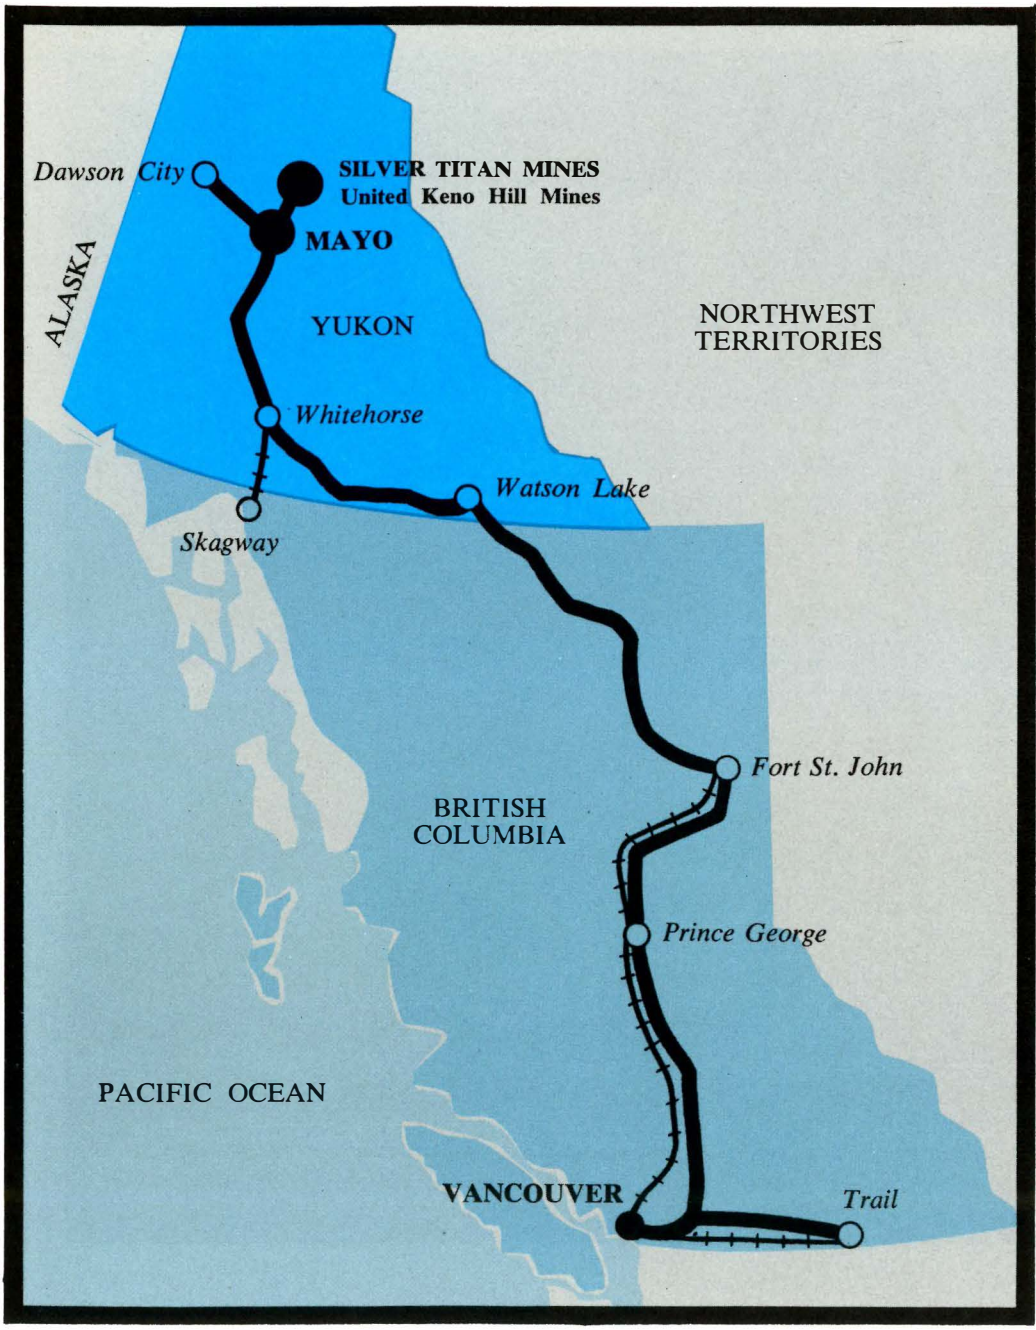 Dawson City
SILVER TITAN MINES
United Keno Hill Mines
MAYO
ALASKA
YUKON
NORTHWEST
TERRITORIES
Whitehorse
Watson Lake
Skagway
Fort St. John
BRITISH
COLUMBIA
Prince George
PACIFIC OCEAN
VANCOUVER
Trail